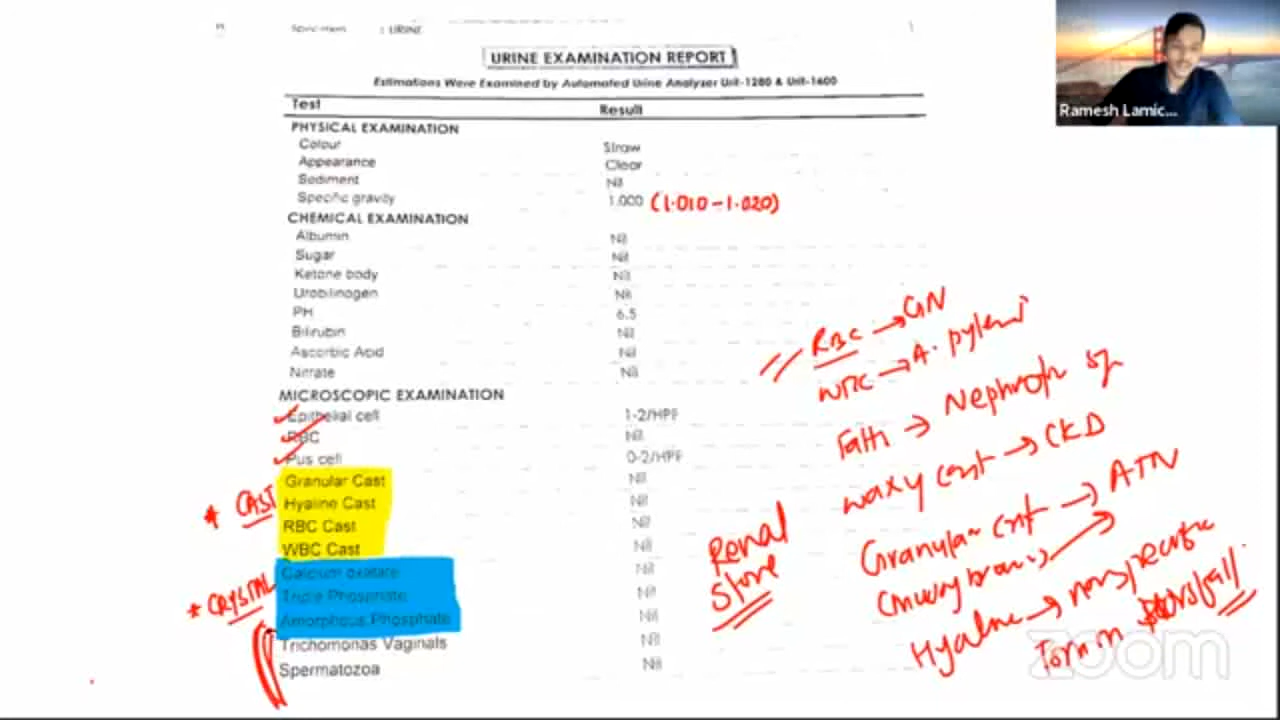 Specimen : URINE
URINE EXAMINATION REPORT
Estimations Were Examined by Automated Urine Analyzer Urit-1280 & Urit-1600
Test Result
PHYSICAL EXAMINATION
Colour Straw
Appearance Clear
Sediment Nil
Specific gravity 1.000 (1.010-1.020)
CHEMICAL EXAMINATION
Albumin Nil
Sugar Nil
Ketone body Nil
Urobilinogen Nil
PH 6.5
Bilirubin Nil
Ascorbic Acid Nil
Nitrate Nil
MICROSCOPIC EXAMINATION
Epithelial cell 1-2/HPF
RBC Nil
Pus cell 0-2/HPF
Granular Cast Nil
Hyaline Cast Nil
RBC Cast Nil
WBC Cast Nil
Calcium oxalate Nil
Triple Phosphate Nil
Amorphous Phosphate Nil
Trichomonas Vaginals Nil
Spermatozoa Nil
* CAST
* CRYSTAL
Renal
Stone
RBC → GN
WBC → A. pylem
Fatty → Nephrotic
waxy cast → CKD
Granular cast → ATN
Hyaline → nonspecific
zoom
Ramesh Lamic...